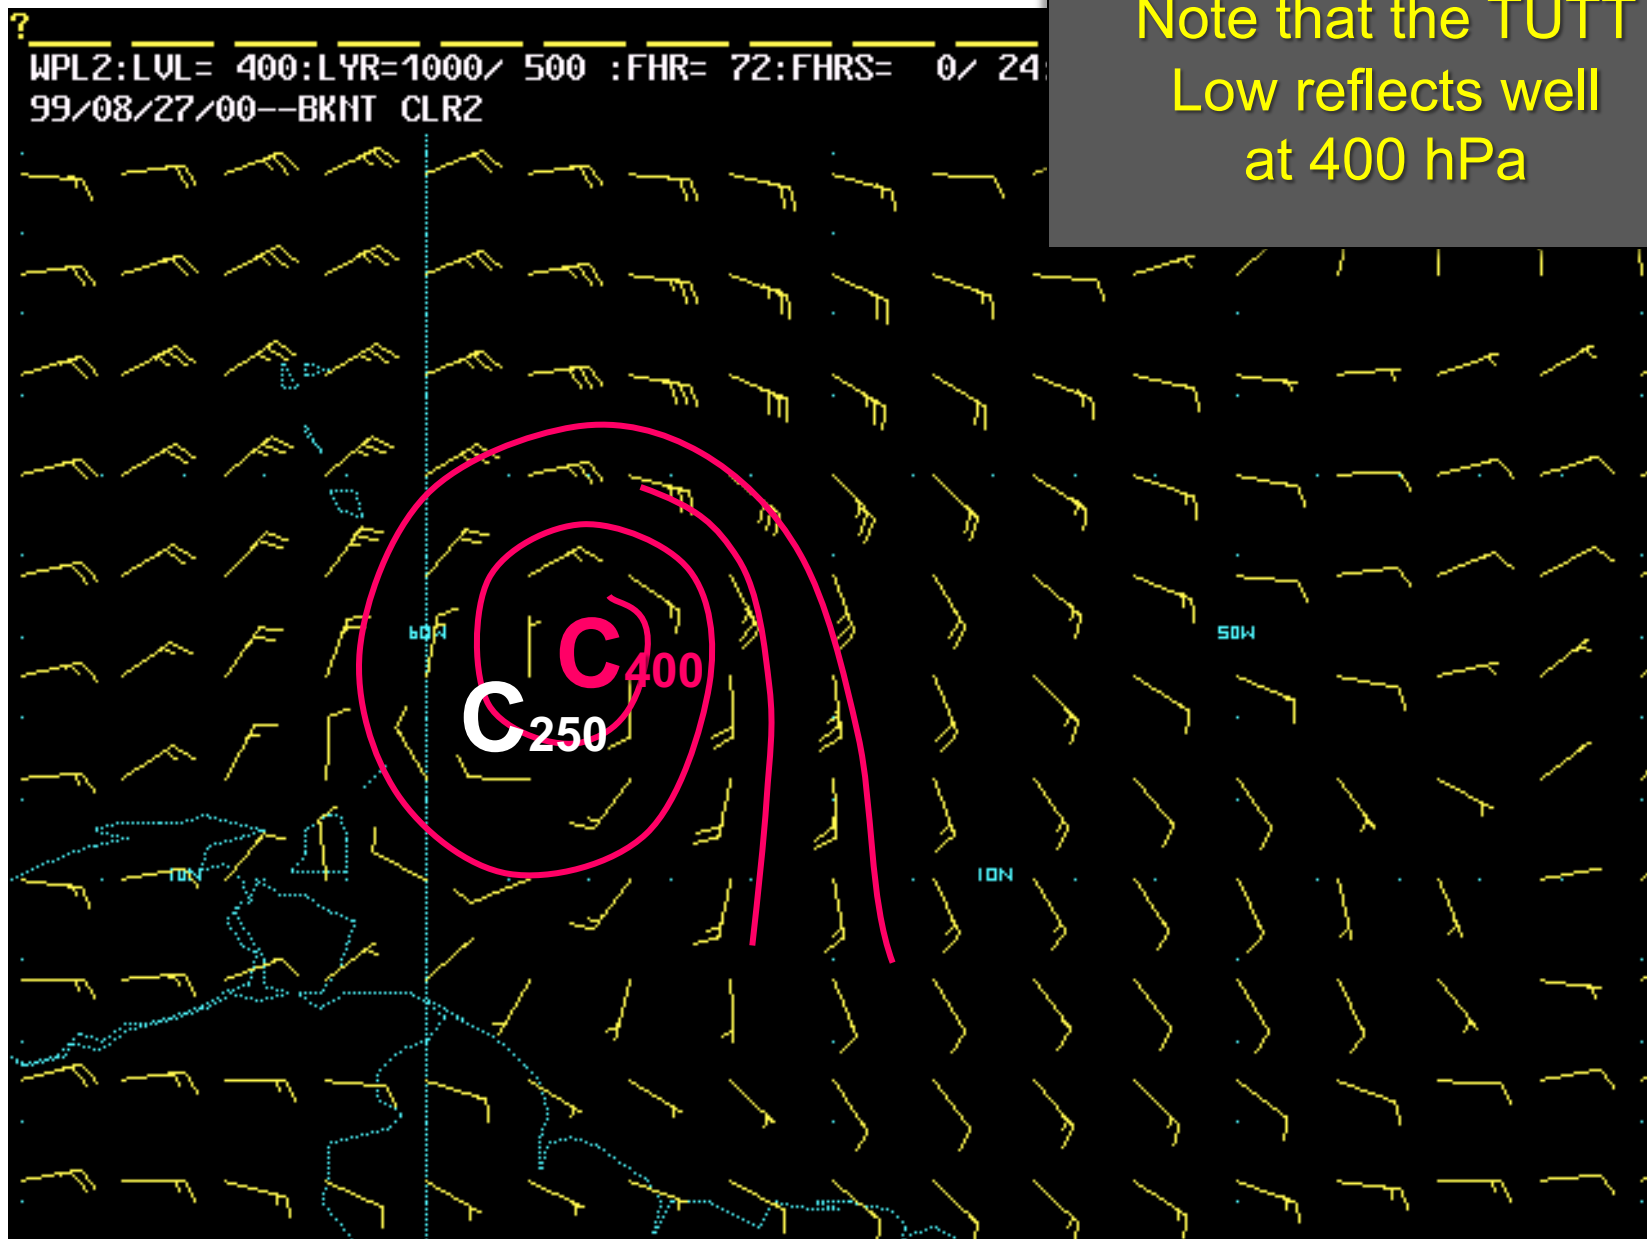 ?
WPL2:LVL= 400:LYR=1000/ 500 :FHR= 72:FHRS=  0/ 24:
99/08/27/00--BKNT CLR2
Note that the TUTT
Low reflects well
at 400 hPa
60W
50W
C400
C250
10N
10N